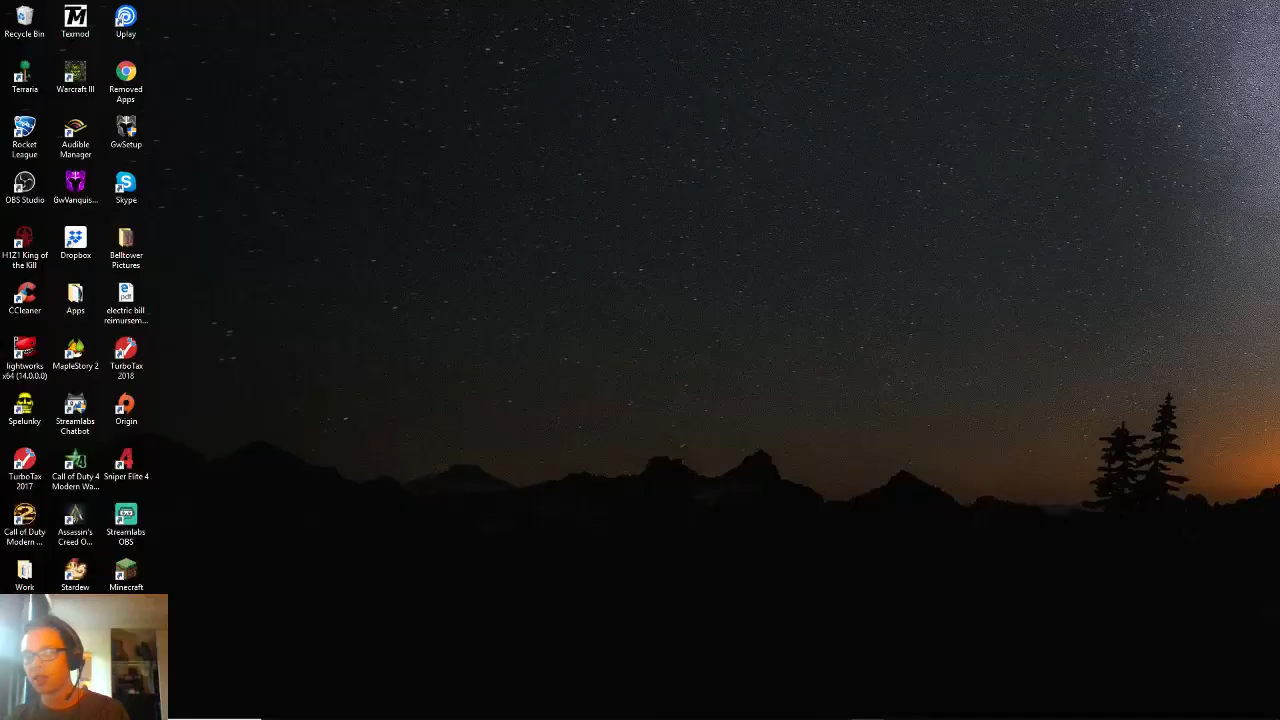 Recycle Bin
Texmod
Uplay
Terraria
Warcraft III
Removed
Apps
Rocket
League
Audible
Manager
GwSetup
OBS Studio
GwVanquis...
Skype
H1Z1 King of
the Kill
Dropbox
Belltower
Pictures
CCleaner
Apps
electric bill
reimbursem...
lightworks
x64 (14.0.0.0)
MapleStory 2
TurboTax
2018
Spelunky
Streamlabs
Chatbot
Origin
TurboTax
2017
Call of Duty 4
Modern Wa...
Sniper Elite 4
Call of Duty
Modern ...
Assassin's
Creed O...
Streamlabs
OBS
Work
Stardew
Minecraft